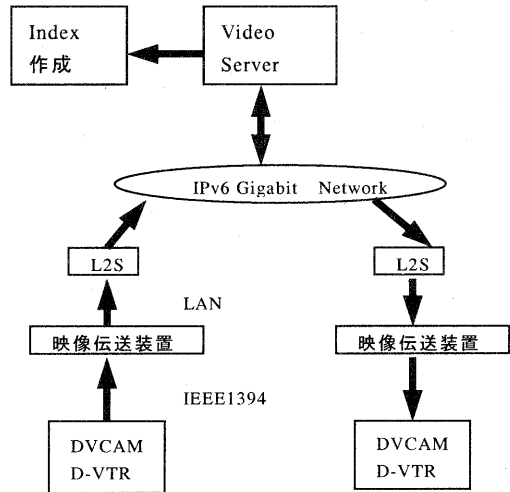 Index
作成
Video
Server
IPv6 Gigabit Network
L2S
L2S
LAN
映像伝送装置
映像伝送装置
IEEE1394
DVCAM
D-VTR
DVCAM
D-VTR